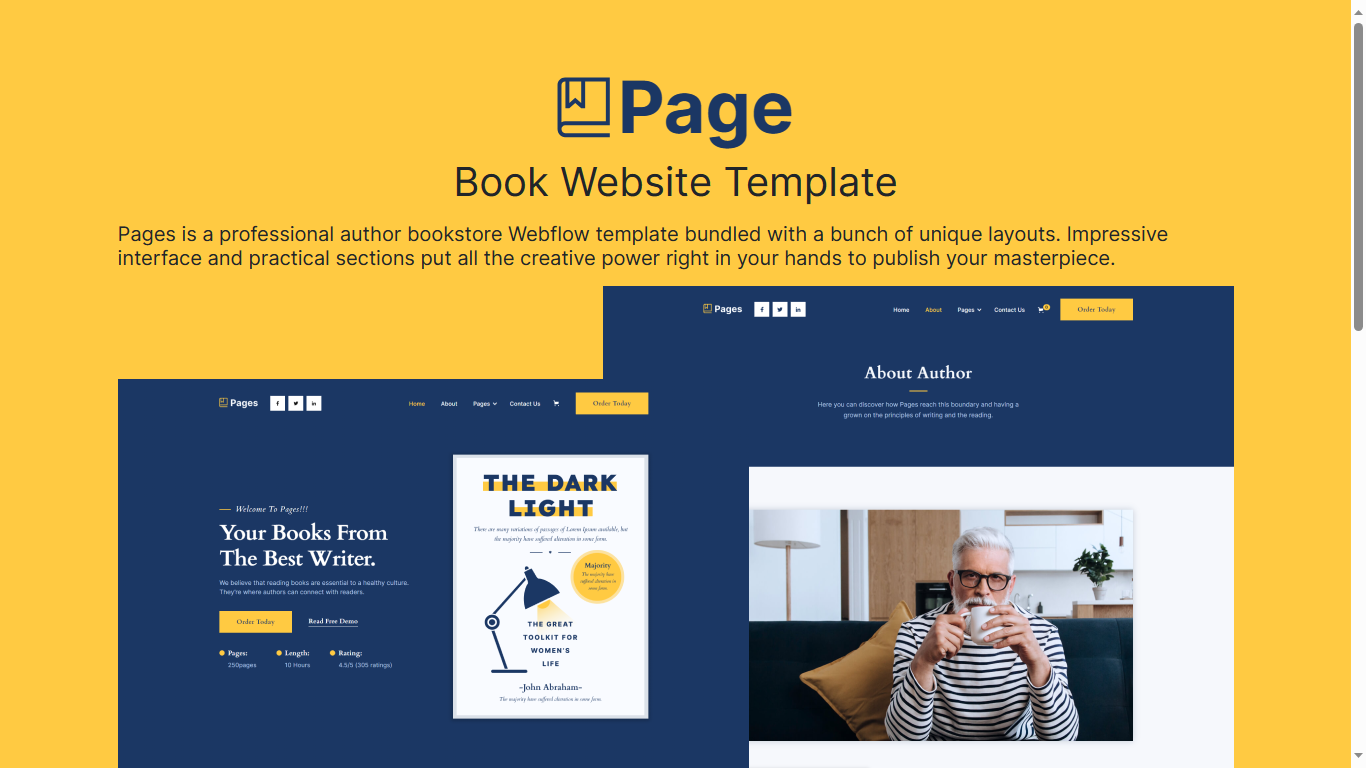 Page
Book Website Template
Pages is a professional author bookstore Webflow template bundled with a bunch of unique layouts. Impressive
interface and practical sections put all the creative power right in your hands to publish your masterpiece.
Pages
Home About Pages Contact Us 0 Order Today
About Author
Here you can discover how Pages reach this boundary and having a
grown on the principles of writing and the reading.
Pages
Home About Pages Contact Us Order Today
Welcome To Pages!!!
Your Books From
The Best Writer.
We believe that reading books are essential to a healthy culture.
They're where authors can connect with readers.
Order Today Read Free Demo
Pages: Length: Rating:
250pages 10 Hours 4.5/5 (305 ratings)
THE DARK
LIGHT
There are many variations of passages of Lorem Ipsum available, but
the majority have suffered alteration in some form.
Majority
The majority have
suffered alteration in
some form.
THE GREAT
TOOLKIT FOR
WOMEN'S
LIFE
-John Abraham-
The majority have suffered alteration in some form.